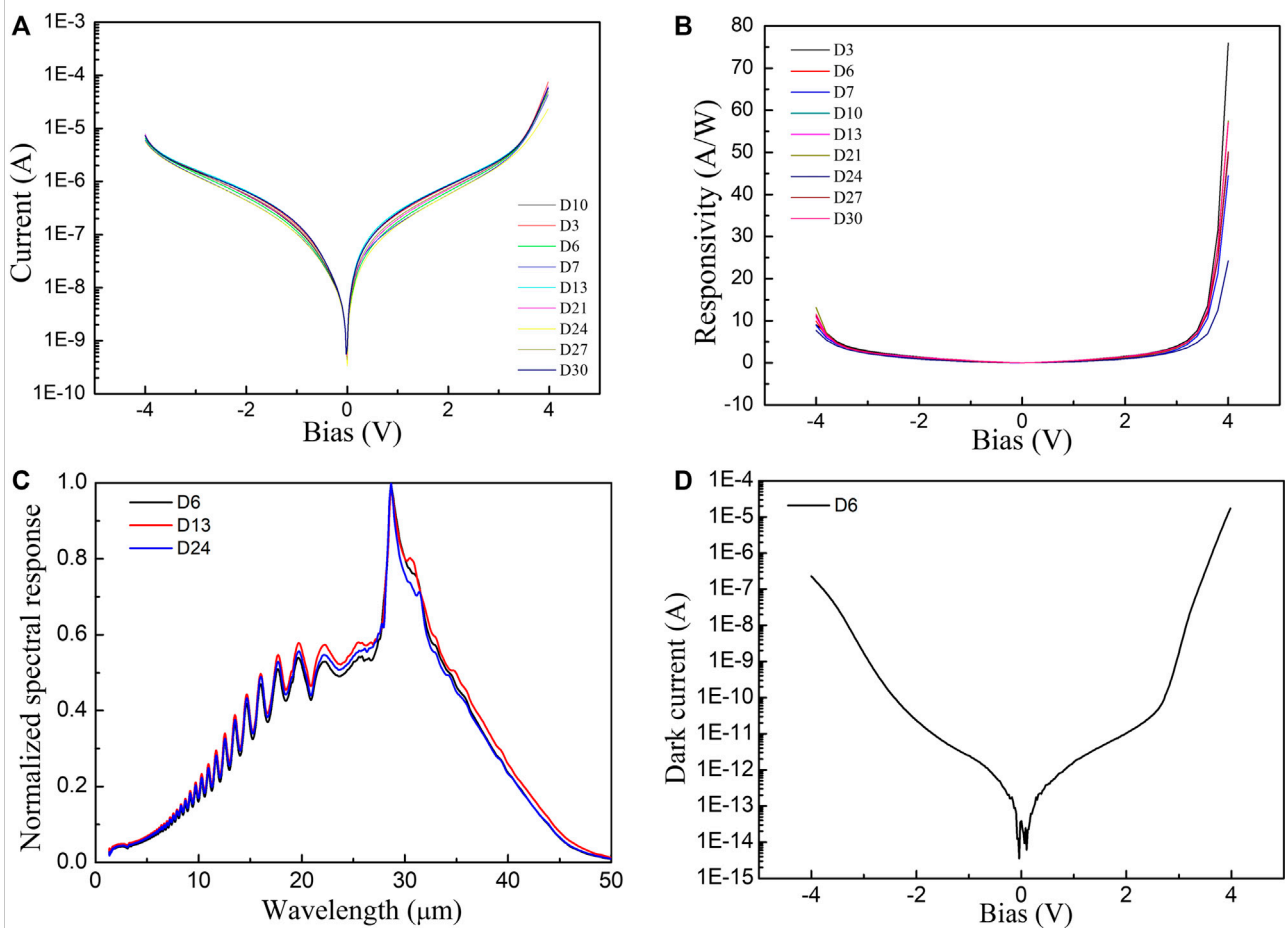 A
1E-3
1E-4
1E-5
1E-6
1E-7
1E-8
1E-9
1E-10
Current (A)
D10
D3
D6
D7
D13
D21
D24
D27
D30
-4 -2 0 2 4
Bias (V)
B
80
70
60
50
40
30
20
10
0
-10
Responsivity (A/W)
D3
D6
D7
D10
D13
D21
D24
D27
D30
-4 -2 0 2 4
Bias (V)
C
1.0
0.8
0.6
0.4
0.2
0.0
Normalized spectral response
D6
D13
D24
0 10 20 30 40 50
Wavelength (μm)
D
1E-4
1E-5
1E-6
1E-7
1E-8
1E-9
1E-10
1E-11
1E-12
1E-13
1E-14
1E-15
Dark current (A)
D6
-4 -2 0 2 4
Bias (V)